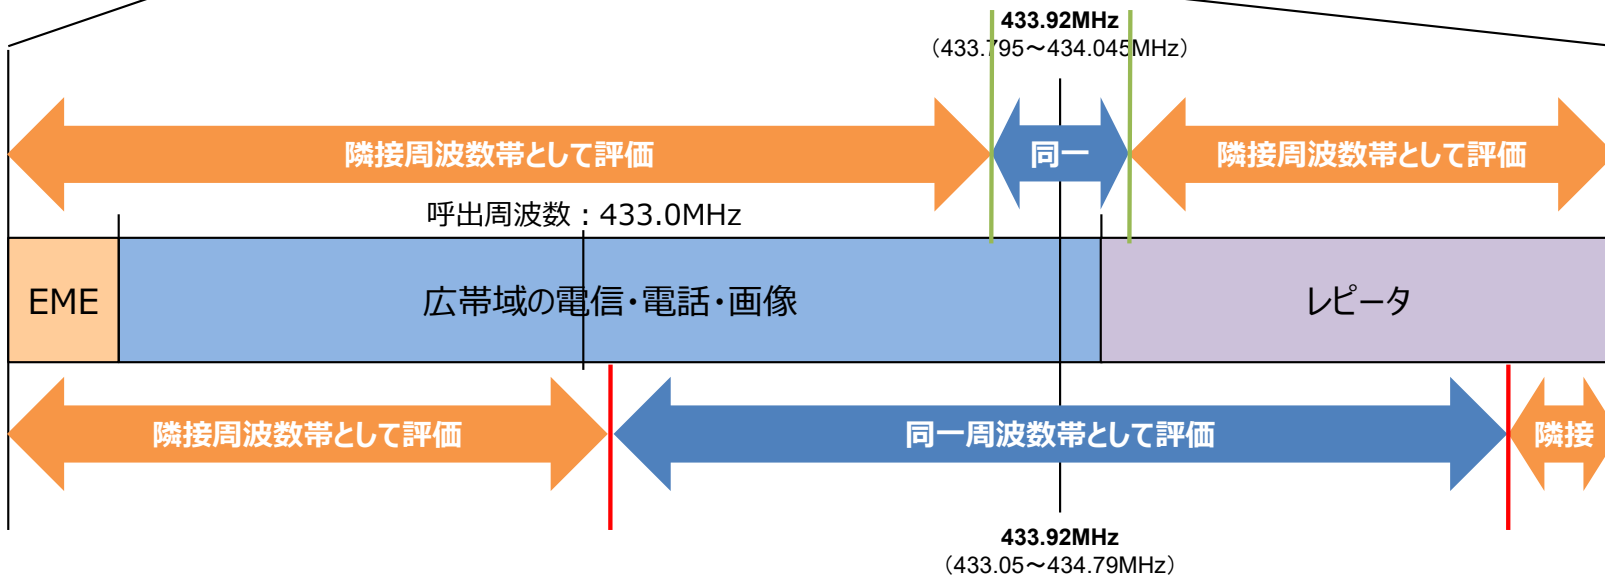 433.92MHz
（433.795～434.045MHz）
隣接周波数帯として評価
同一
隣接周波数帯として評価
呼出周波数：433.0MHz
EME
広帯域の電信・電話・画像
レピータ
隣接周波数帯として評価
同一周波数帯として評価
隣接
433.92MHz
（433.05～434.79MHz）